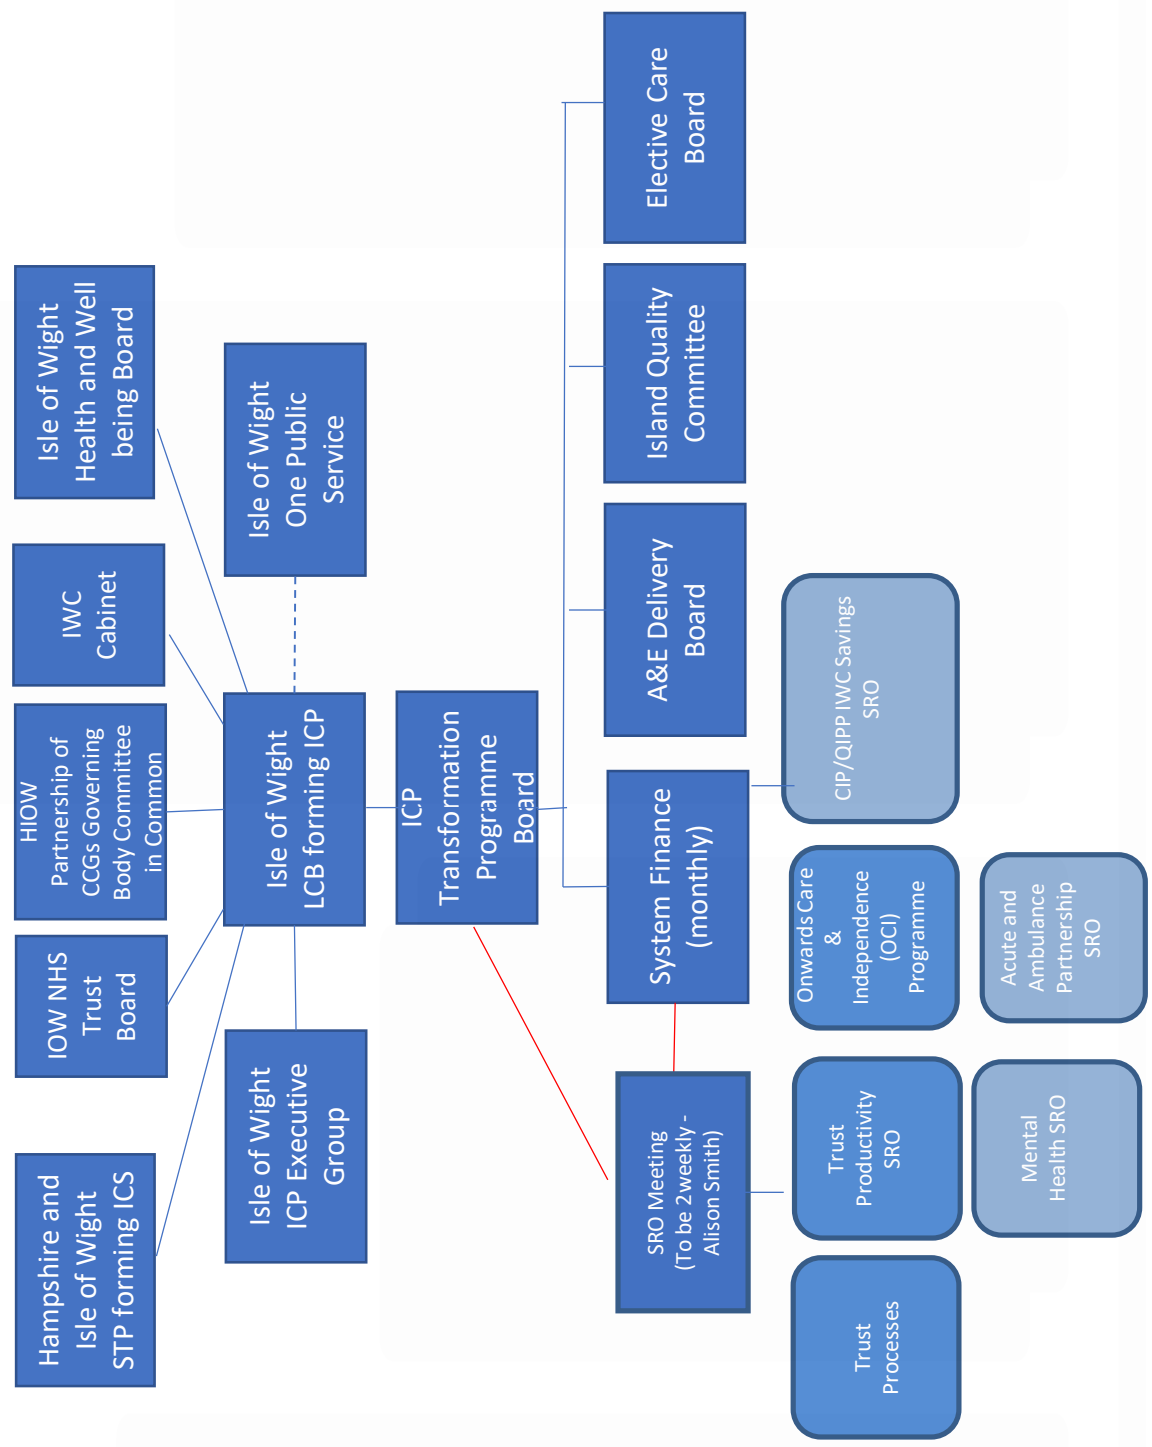 Hampshire and
Isle of Wight
STP forming ICS
IOW NHS
Trust
Board
HIOW
Partnership of
CCGs Governing
Body Committee
in Common
IWC
Cabinet
Isle of Wight
Health and Well
being Board
Isle of Wight
ICP Executive
Group
Isle of Wight
LCB forming ICP
Isle of Wight
One Public
Service
ICP
Transformation
Programme
Board
SRO Meeting
(To be 2weekly -
Alison Smith)
System Finance
(monthly)
A&E Delivery
Board
Island Quality
Committee
Elective Care
Board
Trust
Processes
Trust
Productivity
SRO
Onwards Care
&
Independence
(OCI)
Programme
CIP/QIPP IWC Savings
SRO
Mental
Health SRO
Acute and
Ambulance
Partnership
SRO